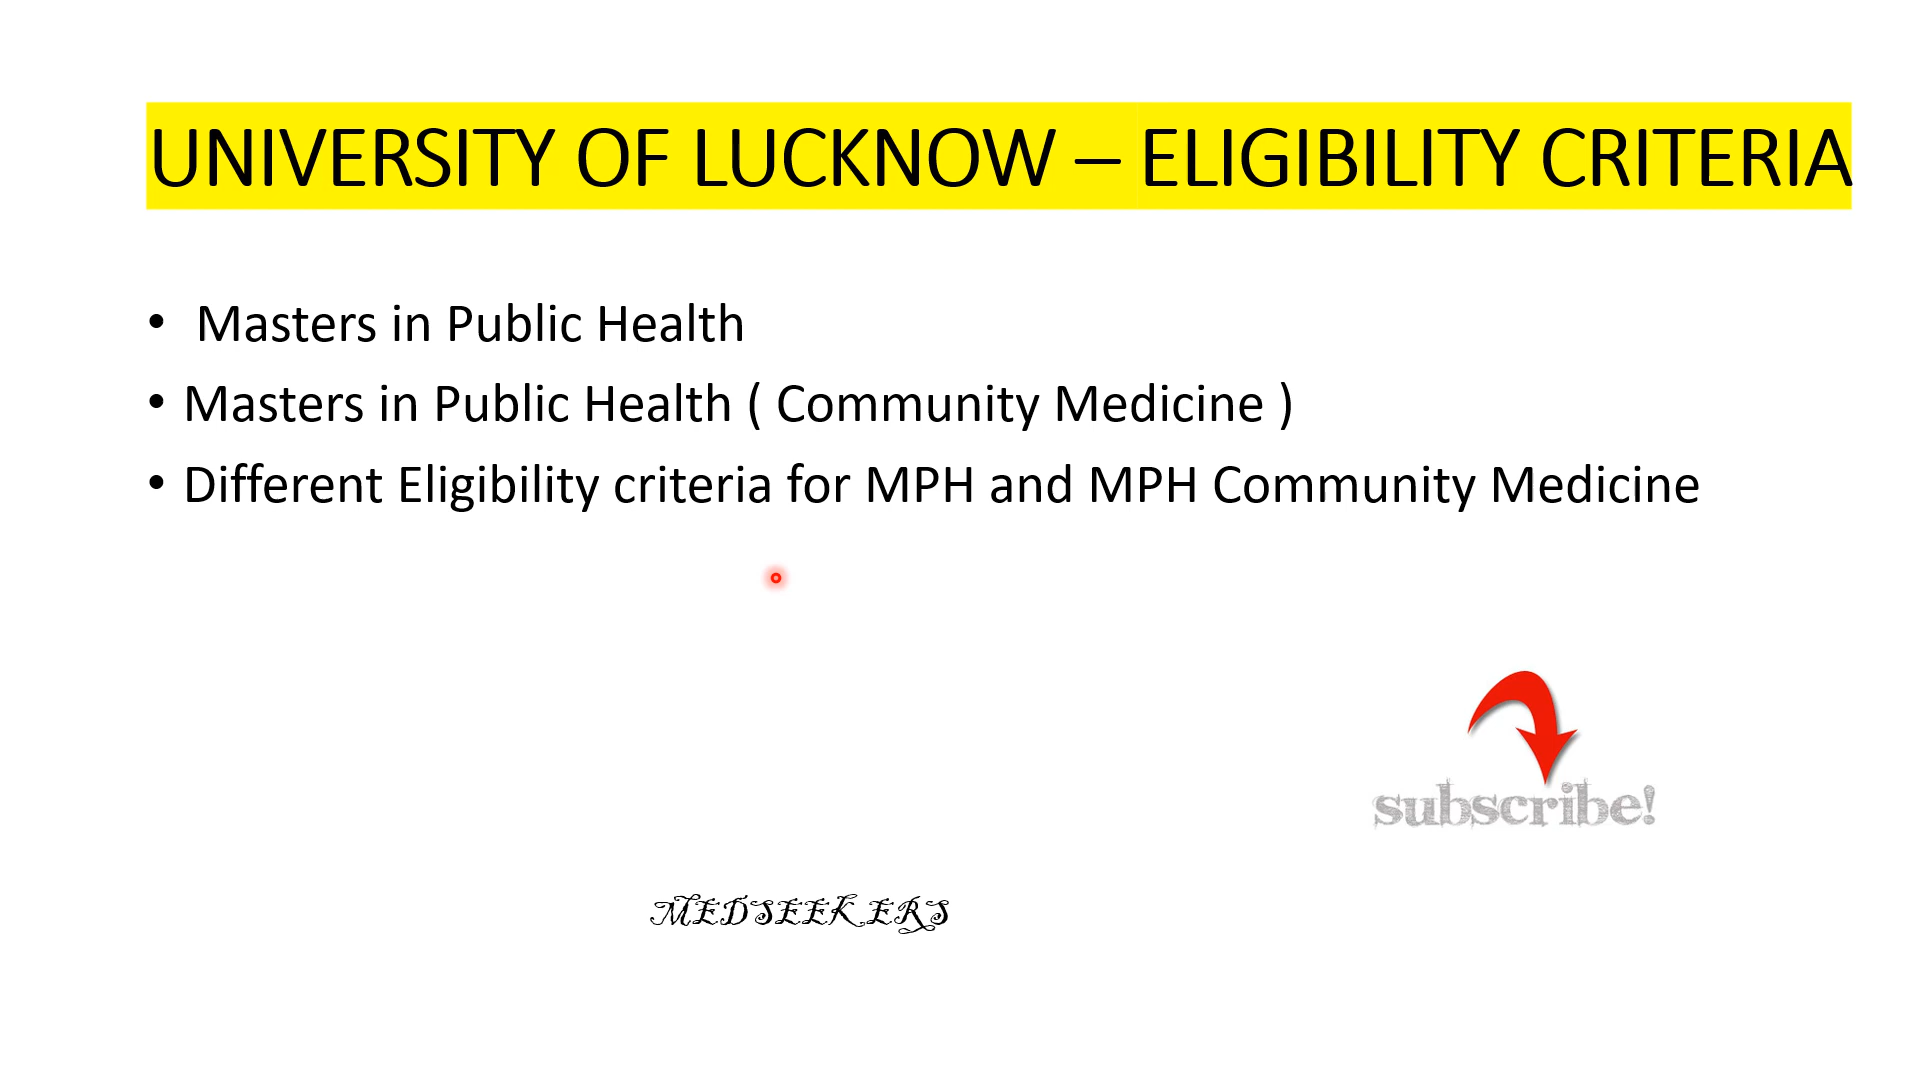 UNIVERSITY OF LUCKNOW – ELIGIBILITY CRITERIA
• Masters in Public Health
• Masters in Public Health ( Community Medicine )
• Different Eligibility criteria for MPH and MPH Community Medicine
subscribe!
MEDSEEKERS